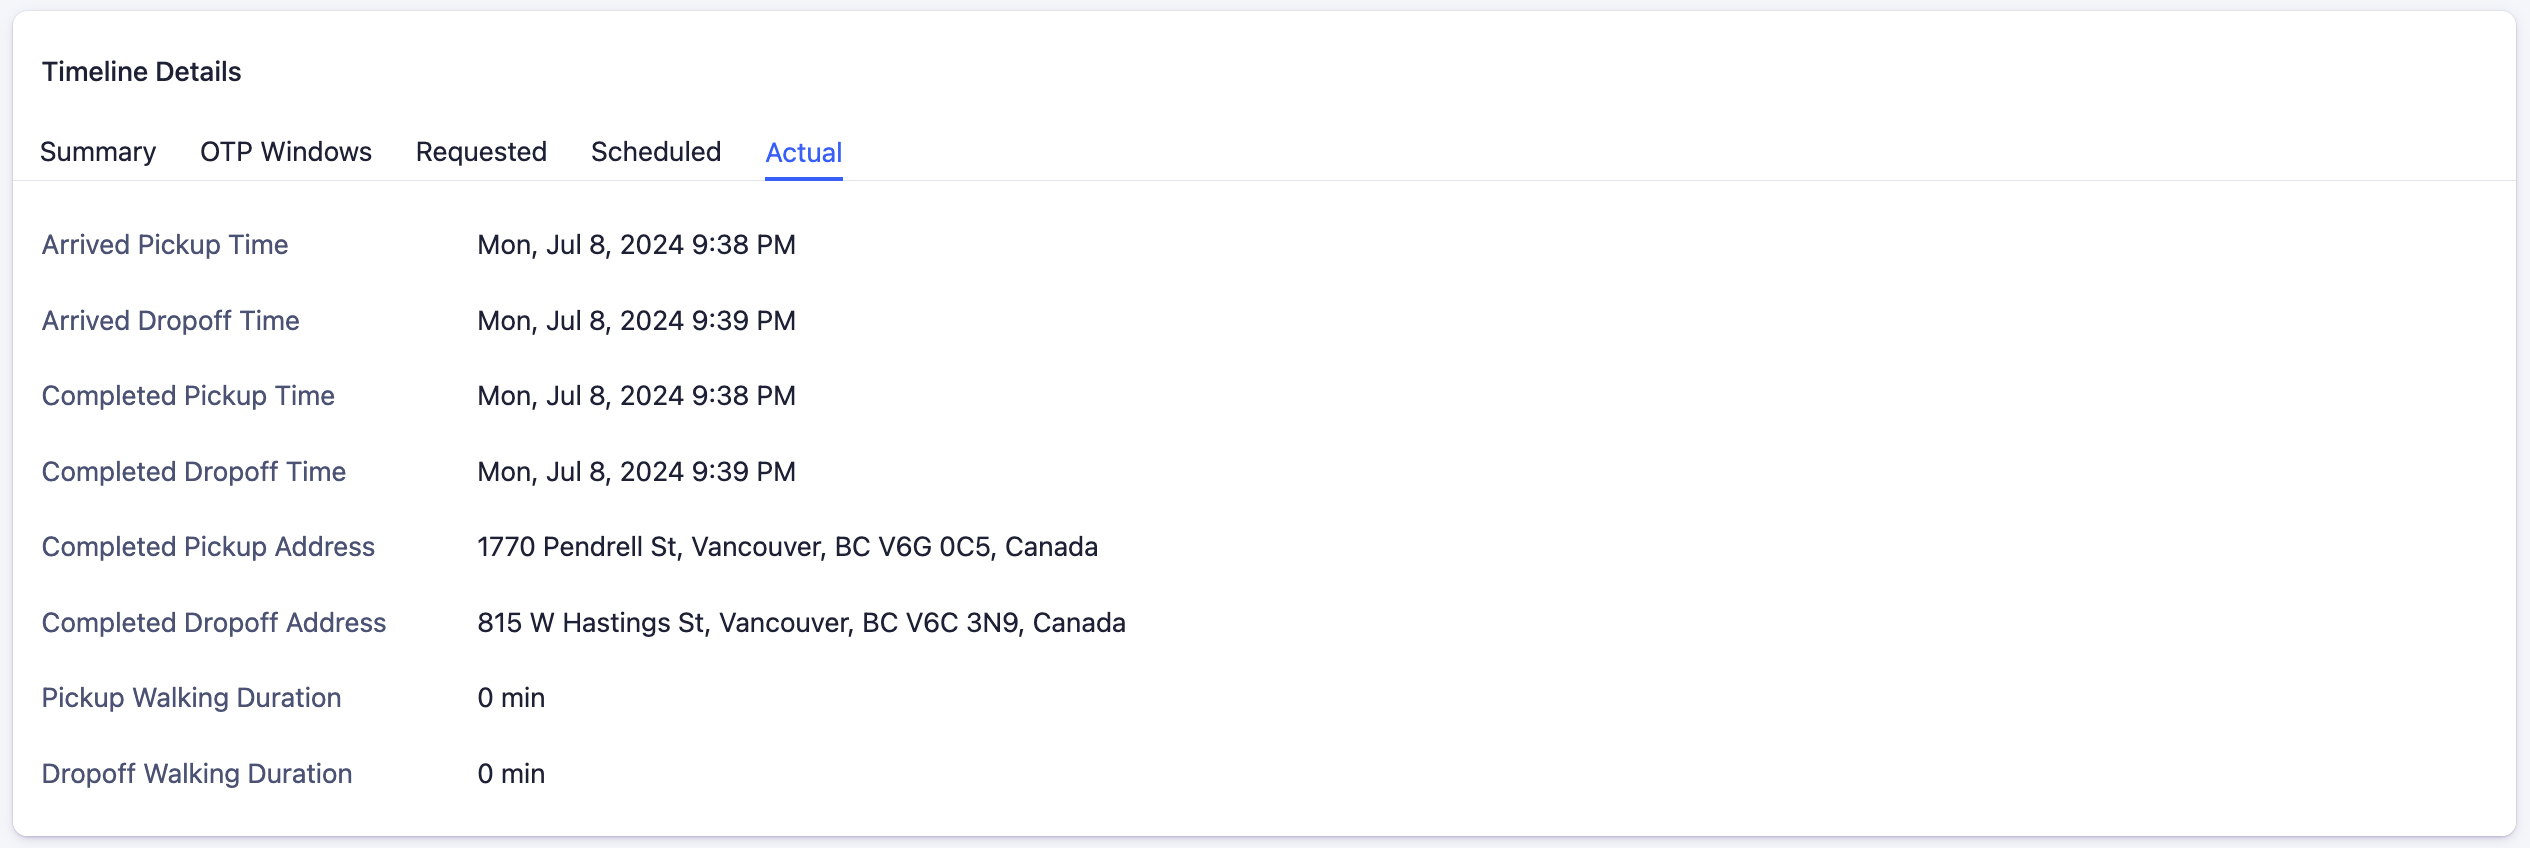 Timeline Details
Summary OTP Windows Requested Scheduled Actual
Arrived Pickup Time Mon, Jul 8, 2024 9:38 PM
Arrived Dropoff Time Mon, Jul 8, 2024 9:39 PM
Completed Pickup Time Mon, Jul 8, 2024 9:38 PM
Completed Dropoff Time Mon, Jul 8, 2024 9:39 PM
Completed Pickup Address 1770 Pendrell St, Vancouver, BC V6G 0C5, Canada
Completed Dropoff Address 815 W Hastings St, Vancouver, BC V6C 3N9, Canada
Pickup Walking Duration 0 min
Dropoff Walking Duration 0 min